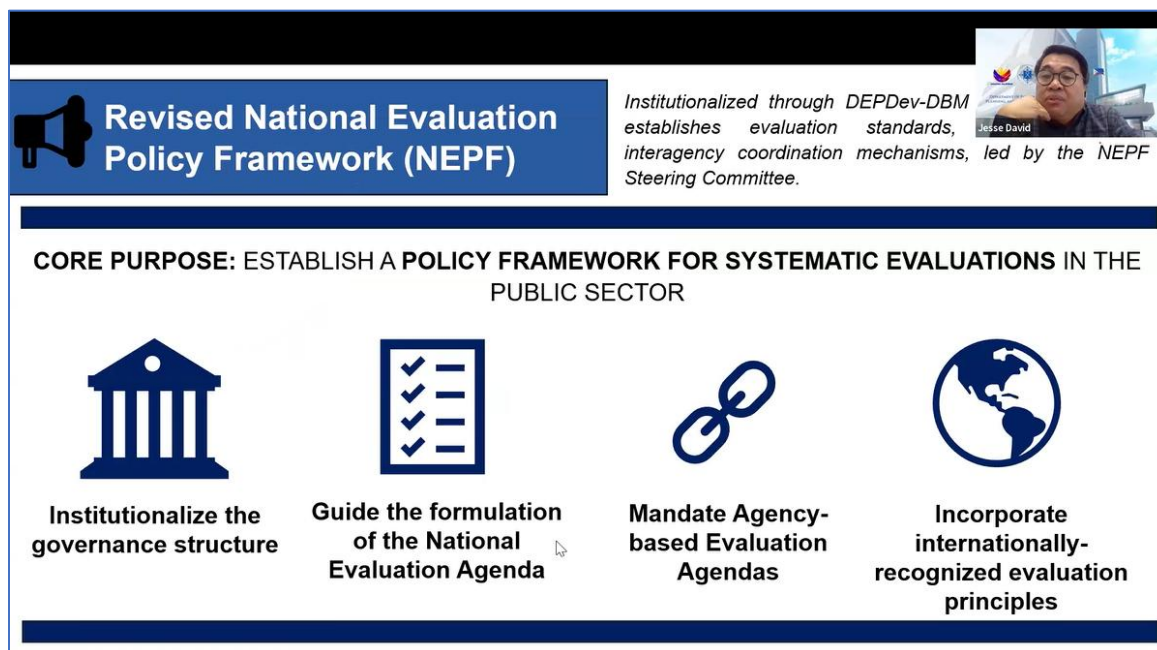 Revised National Evaluation
Policy Framework (NEPF)
Institutionalized through DEPDev-DBM
establishes evaluation standards,
interagency coordination mechanisms, led by the NEPF
Steering Committee.
Jesse David
CORE PURPOSE: ESTABLISH A POLICY FRAMEWORK FOR SYSTEMATIC EVALUATIONS IN THE
PUBLIC SECTOR
Institutionalize the
governance structure
Guide the formulation
of the National
Evaluation Agenda
Mandate Agency-
based Evaluation
Agendas
Incorporate
internationally-
recognized evaluation
principles